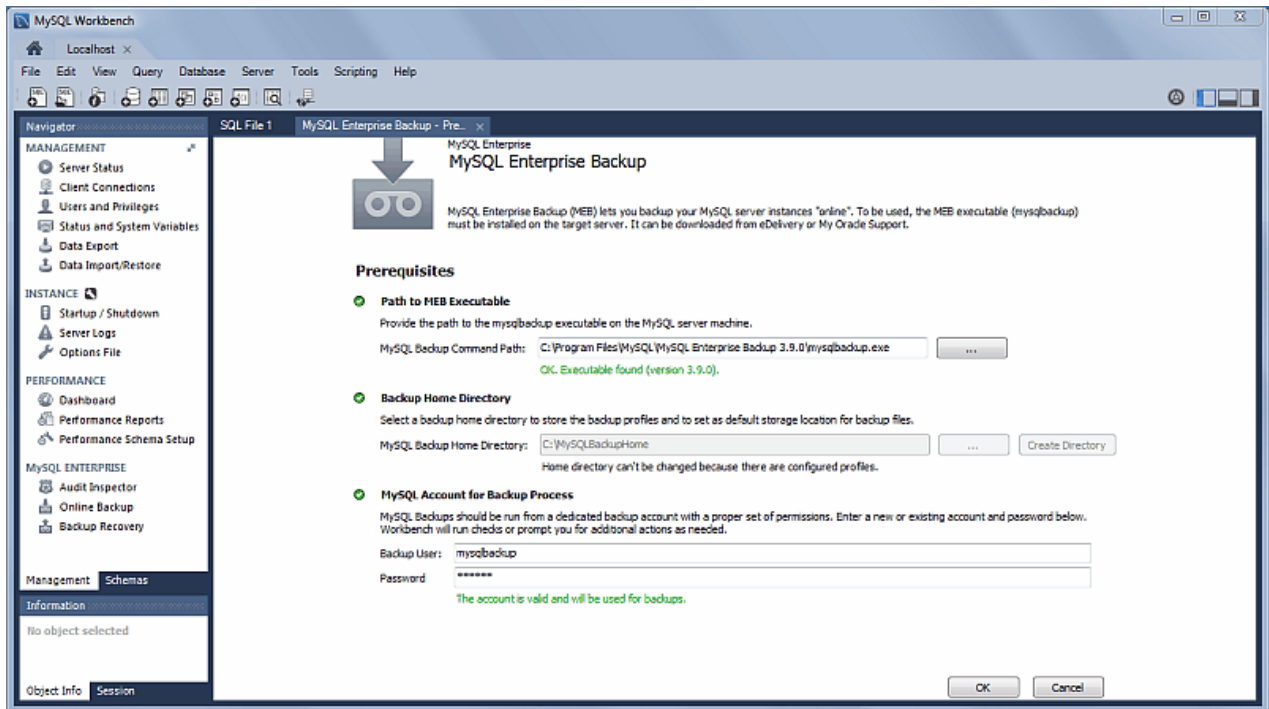 MySQL Workbench
Localhost
File Edit View Query Database Server Tools Scripting Help
Navigator
SQL File 1
MySQL Enterprise Backup - Pre...
MANAGEMENT
Server Status
Client Connections
Users and Privileges
Status and System Variables
Data Export
Data Import/Restore
INSTANCE
Startup / Shutdown
Server Logs
Options File
PERFORMANCE
Dashboard
Performance Reports
Performance Schema Setup
MySQL ENTERPRISE
Audit Inspector
Online Backup
Backup Recovery
Management Schemas
Information
No object selected
Object Info Session
MySQL Enterprise
MySQL Enterprise Backup
MySQL Enterprise Backup (MEB) lets you backup your MySQL server instances "online". To be used, the MEB executable (mysqlbackup)
must be installed on the target server. It can be downloaded from eDelivery or My Oracle Support.
Prerequisites
Path to MEB Executable
Provide the path to the mysqlbackup executable on the MySQL server machine.
MySQL Backup Command Path: C:\Program Files\MySQL\MySQL Enterprise Backup 3.9.0\mysqlbackup.exe ...
OK. Executable found (version 3.9.0).
Backup Home Directory
Select a backup home directory to store the backup profiles and to set as default storage location for backup files.
MySQL Backup Home Directory: C:\MySQLBackupHome ... Create Directory
Home directory can't be changed because there are configured profiles.
MySQL Account for Backup Process
MySQL Backups should be run from a dedicated backup account with a proper set of permissions. Enter a new or existing account and password below.
Workbench will run checks or prompt you for additional actions as needed.
Backup User: mysqlbackup
Password ******
The account is valid and will be used for backups.
OK Cancel